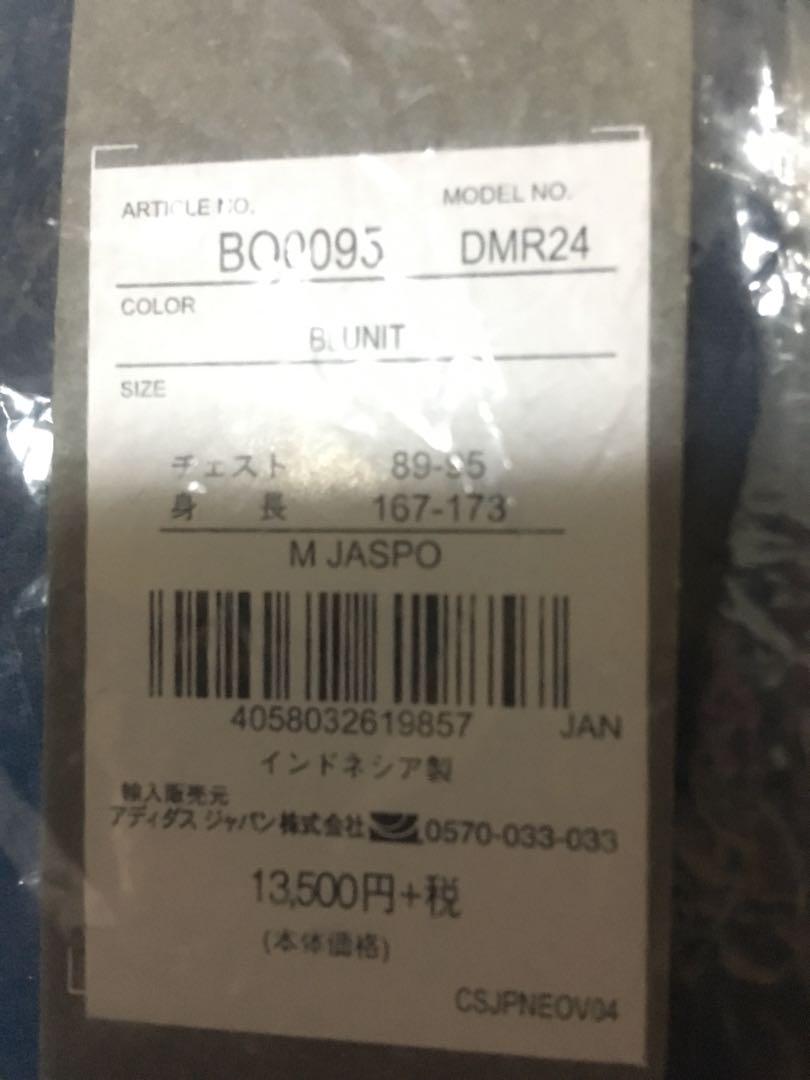 ARTICLE NO. MODEL NO.
BQ0095 DMR24
COLOR
BLUNIT
SIZE
チェスト 89-95
身 長 167-173
M JASPO
4058032619857 JAN
インドネシア製
輸入販売元
アディダス ジャパン株式会社 0570-033-033
13,500円+税
(本体価格)
CSJPNEOV04